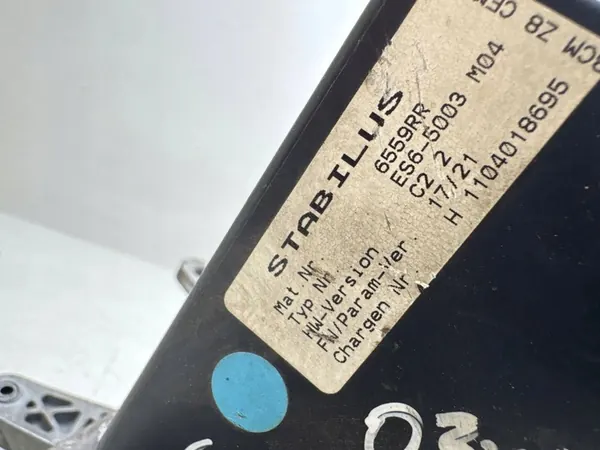 STABILUS
Mat Nr. 6559RR
Typ Nr. ES6-5003 M04
HW-Version C2.2
FW/Param-Ver. 17/21
Chargen Nr. H 1104018695